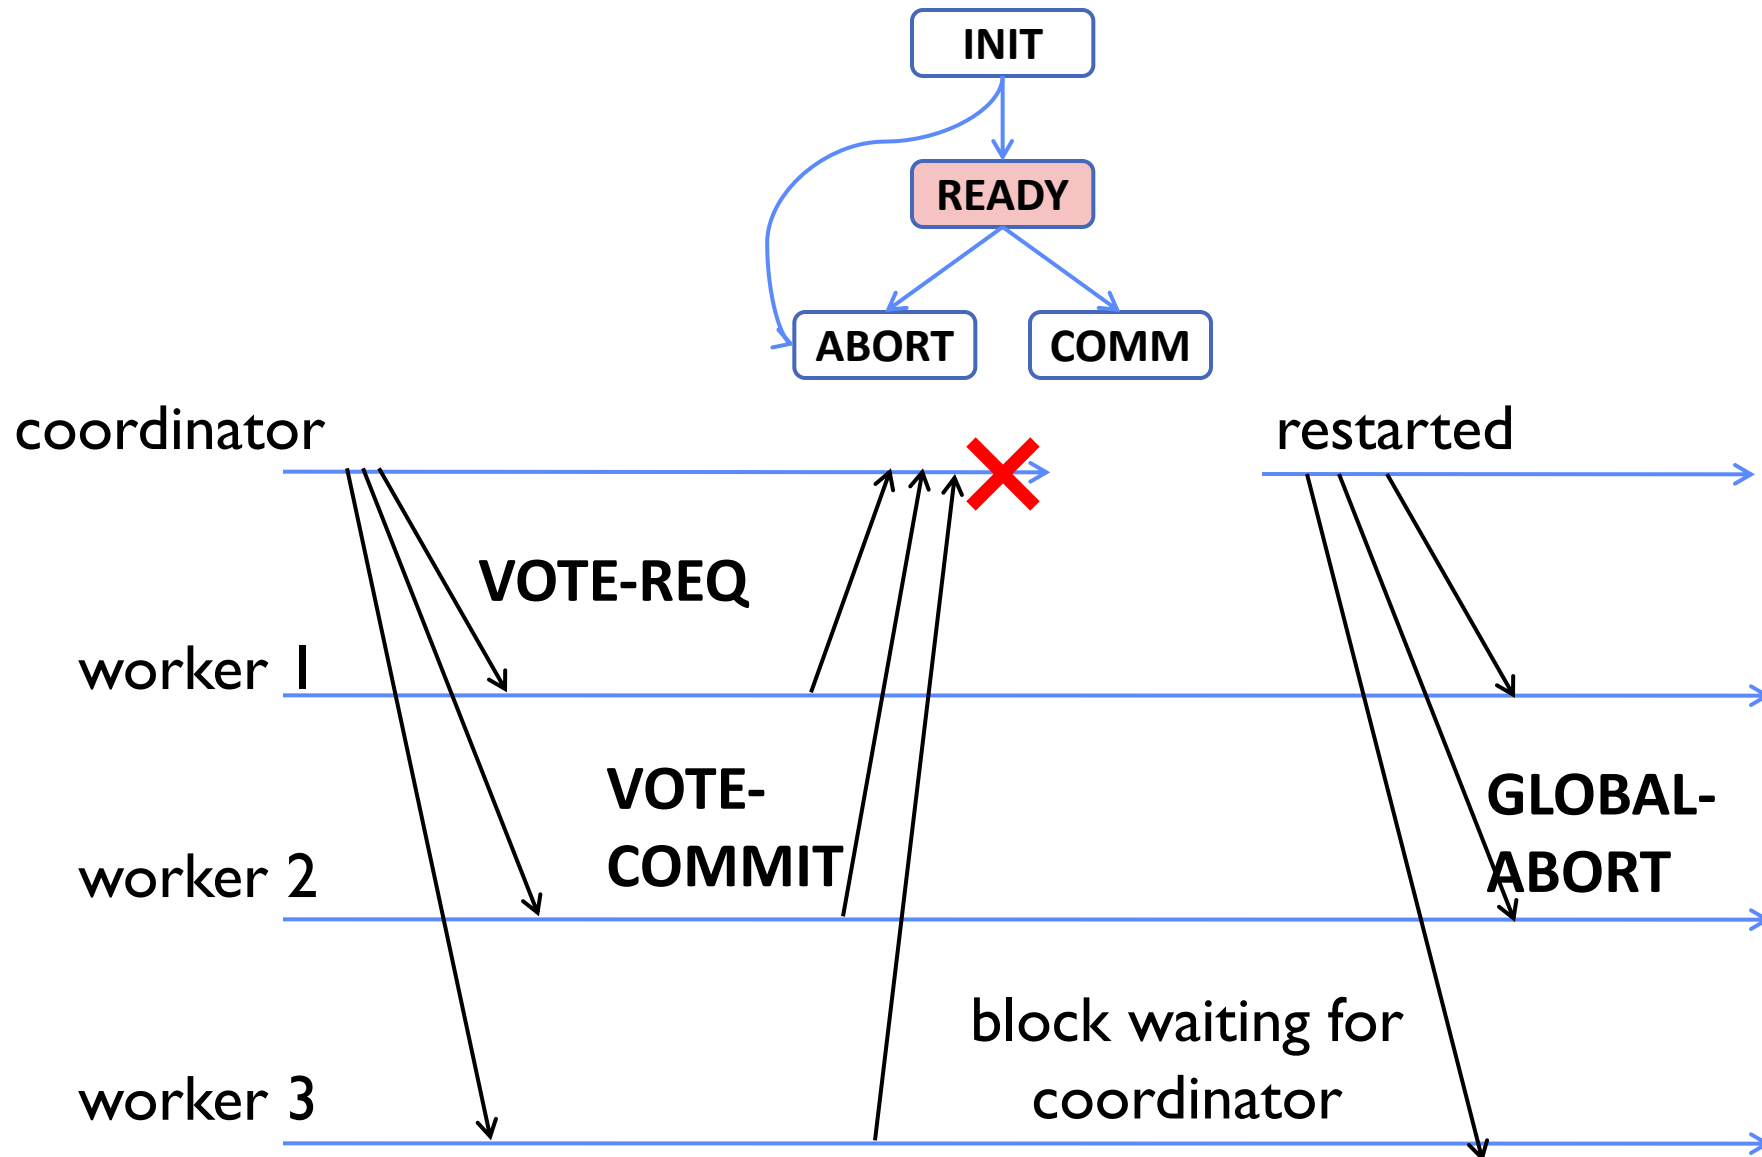 INIT
READY
ABORT
COMM
coordinator
restarted
VOTE-REQ
worker 1
VOTE-
COMMIT
GLOBAL-
ABORT
worker 2
block waiting for
coordinator
worker 3